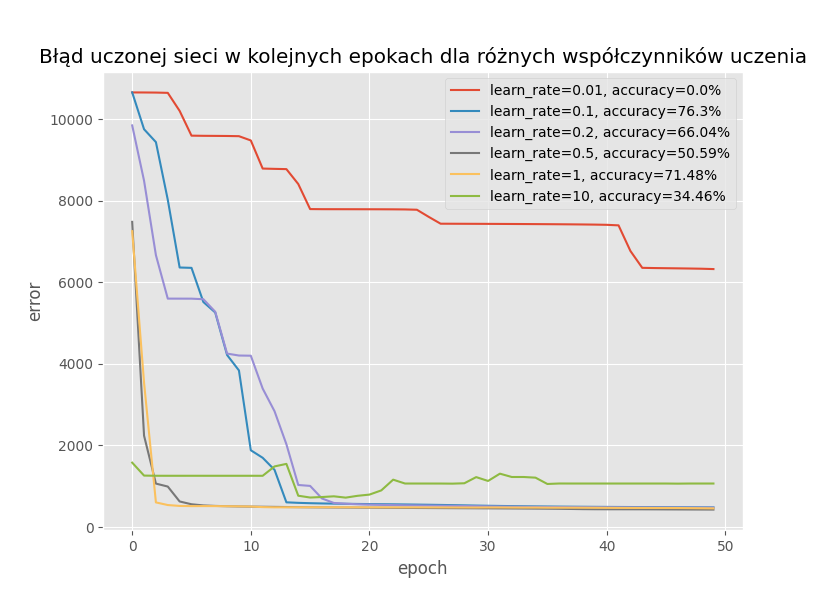 Błąd uczonej sieci w kolejnych epokach dla różnych współczynników uczenia
learn_rate=0.01, accuracy=0.0%
learn_rate=0.1, accuracy=76.3%
learn_rate=0.2, accuracy=66.04%
learn_rate=0.5, accuracy=50.59%
learn_rate=1, accuracy=71.48%
learn_rate=10, accuracy=34.46%
10000
8000
6000
4000
2000
0
error
0 10 20 30 40 50
epoch